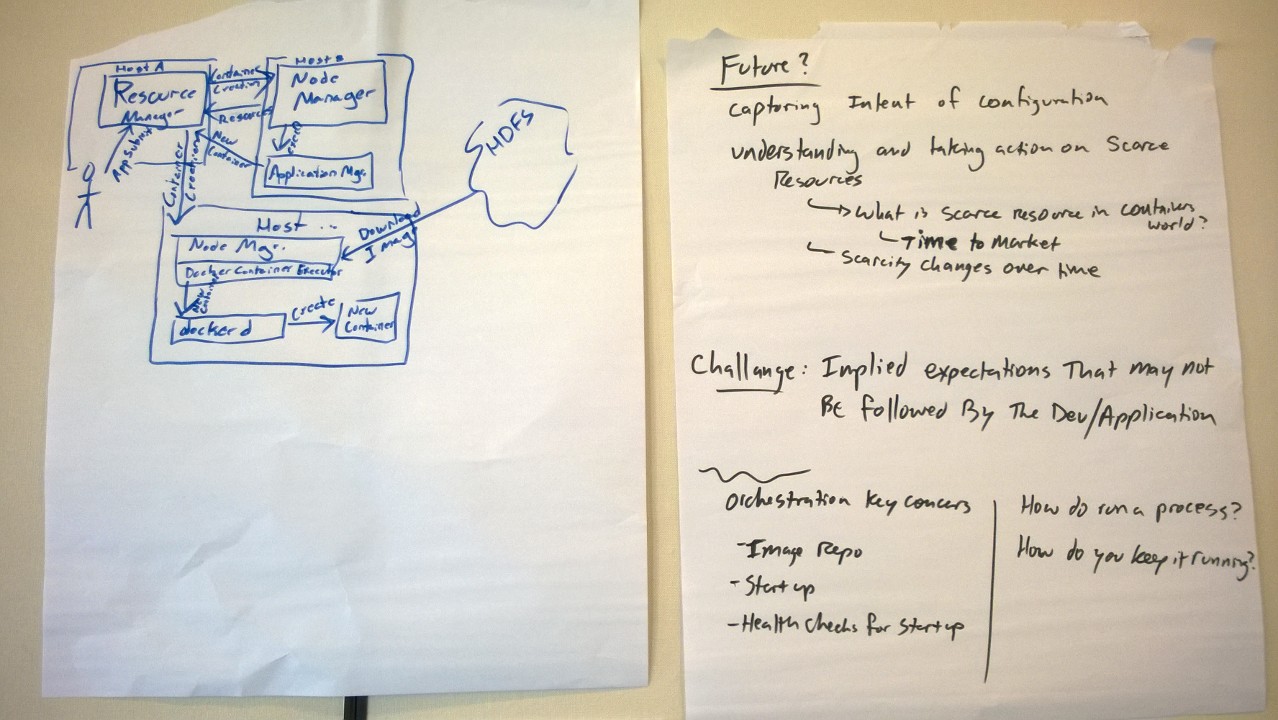 Host A
Resource
Manager
App Submit
Container
Creation
Resources
New
Container
Host B
Node
Manager
exec
Application Mgr.
Container
Creation
HDFS
Download
Image
Host ...
Node Mgr.
Docker Container Executor
New
Container
dockerd
Create
New
Container
Future?
Capturing Intent of configuration
Understanding and taking action on Scarce
Resources
What is scarce resource in containers
world?
Time to Market
Scarcity changes over time
Challange: Implied expectations That may not
BE Followed By The Dev/Application
Orchestration key concers
-Image Repo
-Start up
-Health Checks for startup
How do run a process?
How do you keep it running?